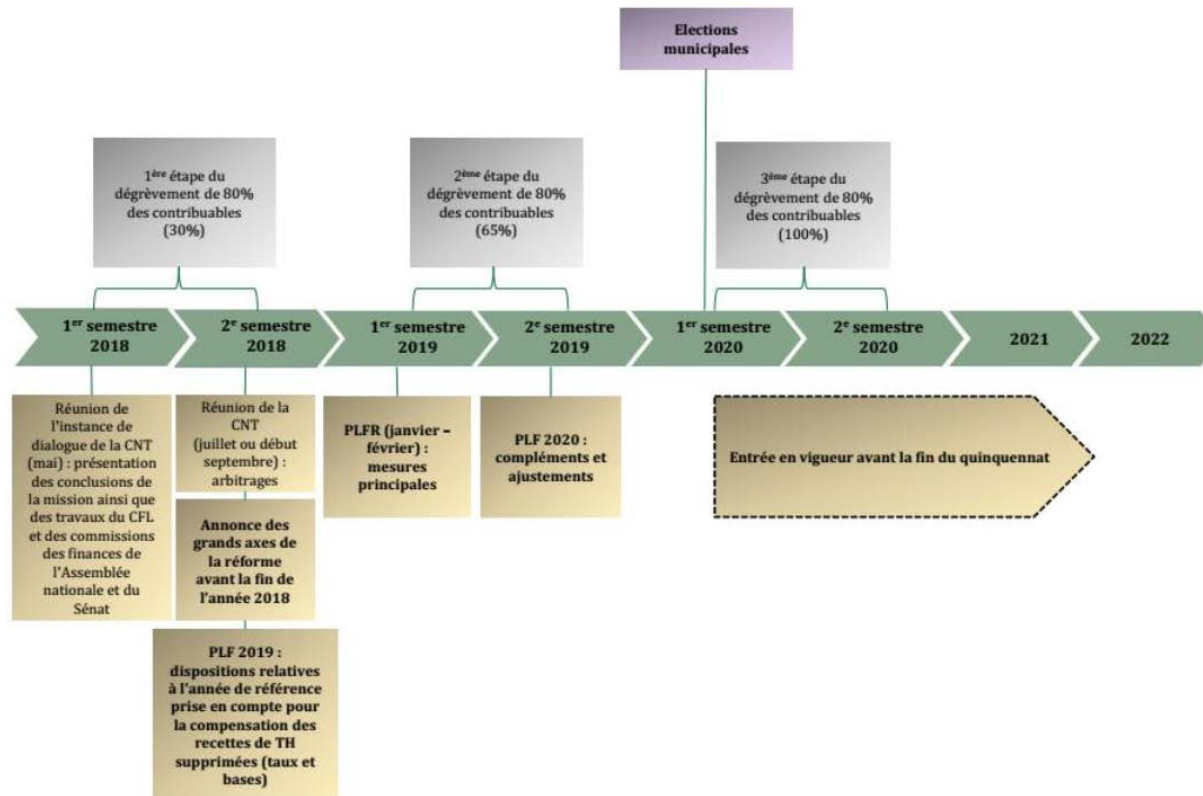 Elections
municipales
1ère étape du
dégrèvement de 80%
des contribuables
(30%)
2ème étape du
dégrèvement de 80%
des contribuables
(65%)
3ème étape du
dégrèvement de 80%
des contribuables
(100%)
1er semestre
2018
2e semestre
2018
1er semestre
2019
2e semestre
2019
1er semestre
2020
2e semestre
2020
2021
2022
Réunion de
l'instance de
dialogue de la CNT
(mai) : présentation
des conclusions de
la mission ainsi que
des travaux du CFL
et des commissions
des finances de
l'Assemblée
nationale et du
Sénat
Réunion de la
CNT
(juillet ou début
septembre) :
arbitrages
Annonce des
grands axes de
la réforme
avant la fin de
l'année 2018
PLF 2019 :
dispositions relatives
à l'année de référence
prise en compte pour
la compensation des
recettes de TH
supprimées (taux et
bases)
PLFR (janvier –
février) :
mesures
principales
PLF 2020 :
compléments et
ajustements
Entrée en vigueur avant la fin du quinquennat